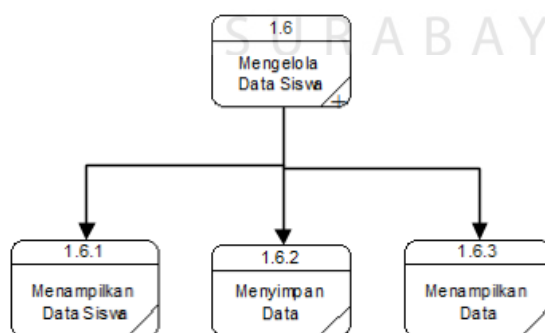 SURABAY
1.6
Mengelola
Data Siswa
1.6.1
Menampilkan
Data Siswa
1.6.2
Menyimpan
Data
1.6.3
Menampilkan
Data